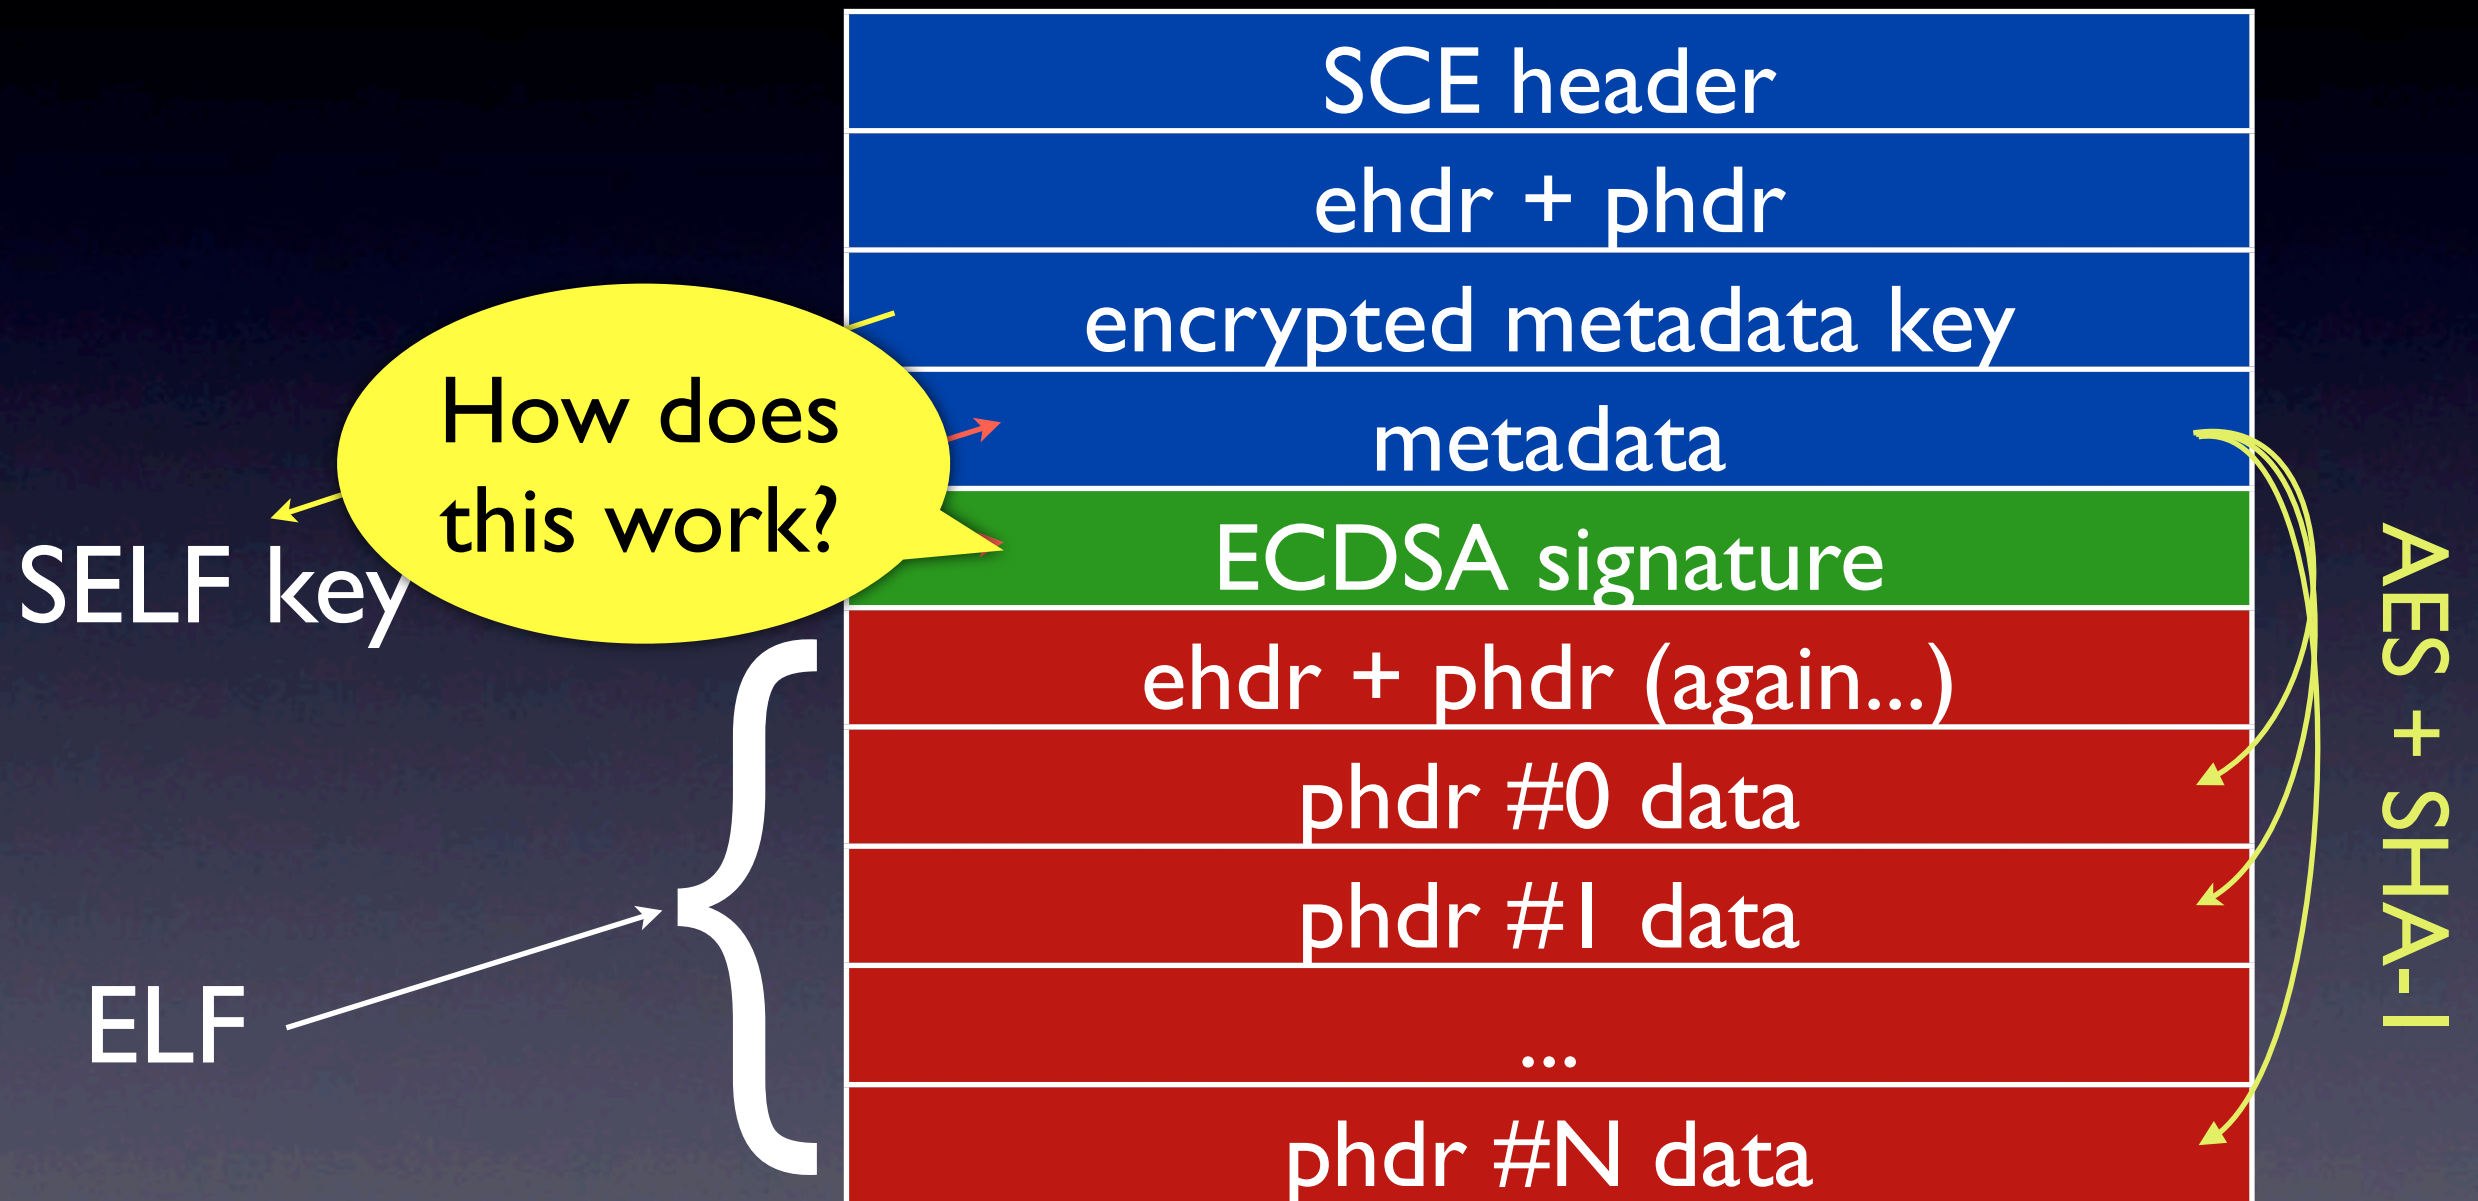 SCE header
ehdr + phdr
encrypted metadata key
metadata
ECDSA signature
ehdr + phdr (again...)
phdr #0 data
phdr #1 data
...
phdr #N data
How does
this work?
SELF key
ELF
AES + SHA-1